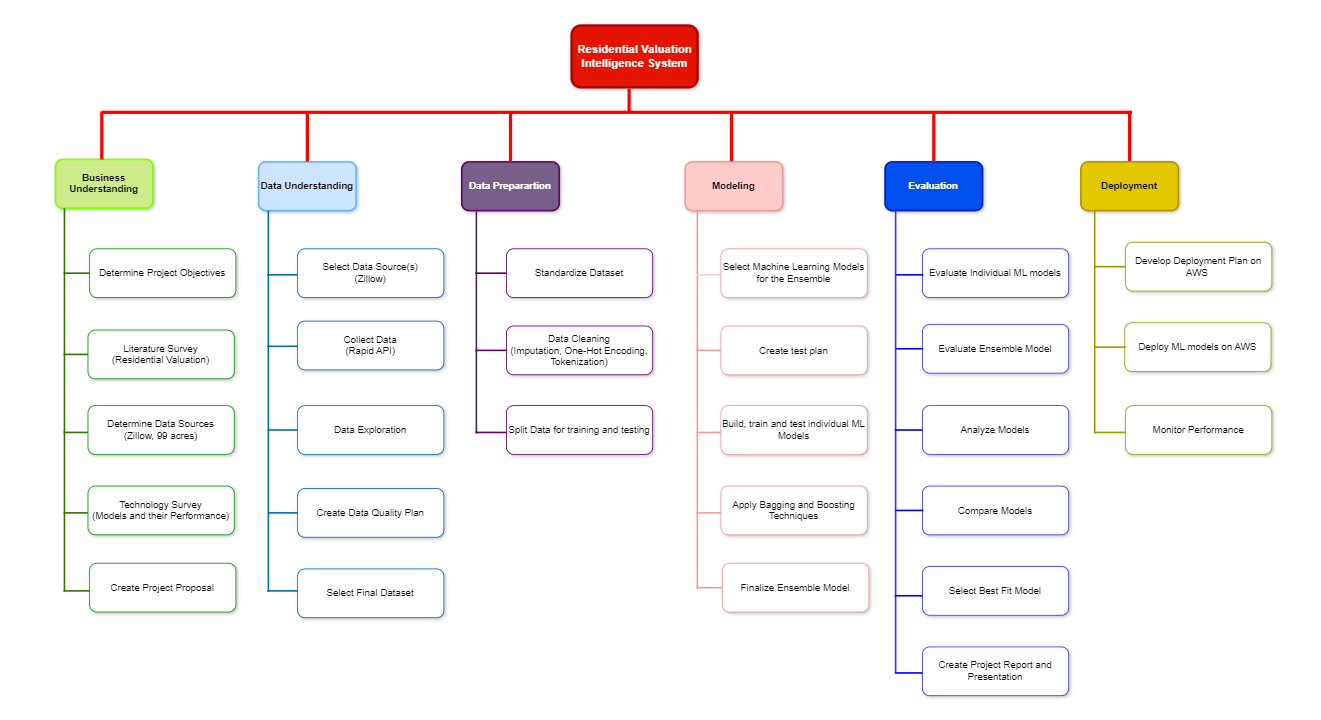 Residential Valuation
Intelligence System
Business
Understanding
Determine Project Objectives
Literature Survey
(Residential Valuation)
Determine Data Sources
(Zillow, 99 acres)
Technology Survey
(Models and their Performance)
Create Project Proposal
Data Understanding
Select Data Source(s)
(Zillow)
Collect Data
(Rapid API)
Data Exploration
Create Data Quality Plan
Select Final Dataset
Data Preparartion
Standardize Dataset
Data Cleaning
(Imputation, One-Hot Encoding,
Tokenization)
Split Data for training and testing
Modeling
Select Machine Learning Models
for the Ensemble
Create test plan
Build, train and test individual ML
Models
Apply Bagging and Boosting
Techniques
Finalize Ensemble Model
Evaluation
Evaluate Individual ML models
Evaluate Ensemble Model
Analyze Models
Compare Models
Select Best Fit Model
Create Project Report and
Presentation
Deployment
Develop Deployment Plan on
AWS
Deploy ML models on AWS
Monitor Performance